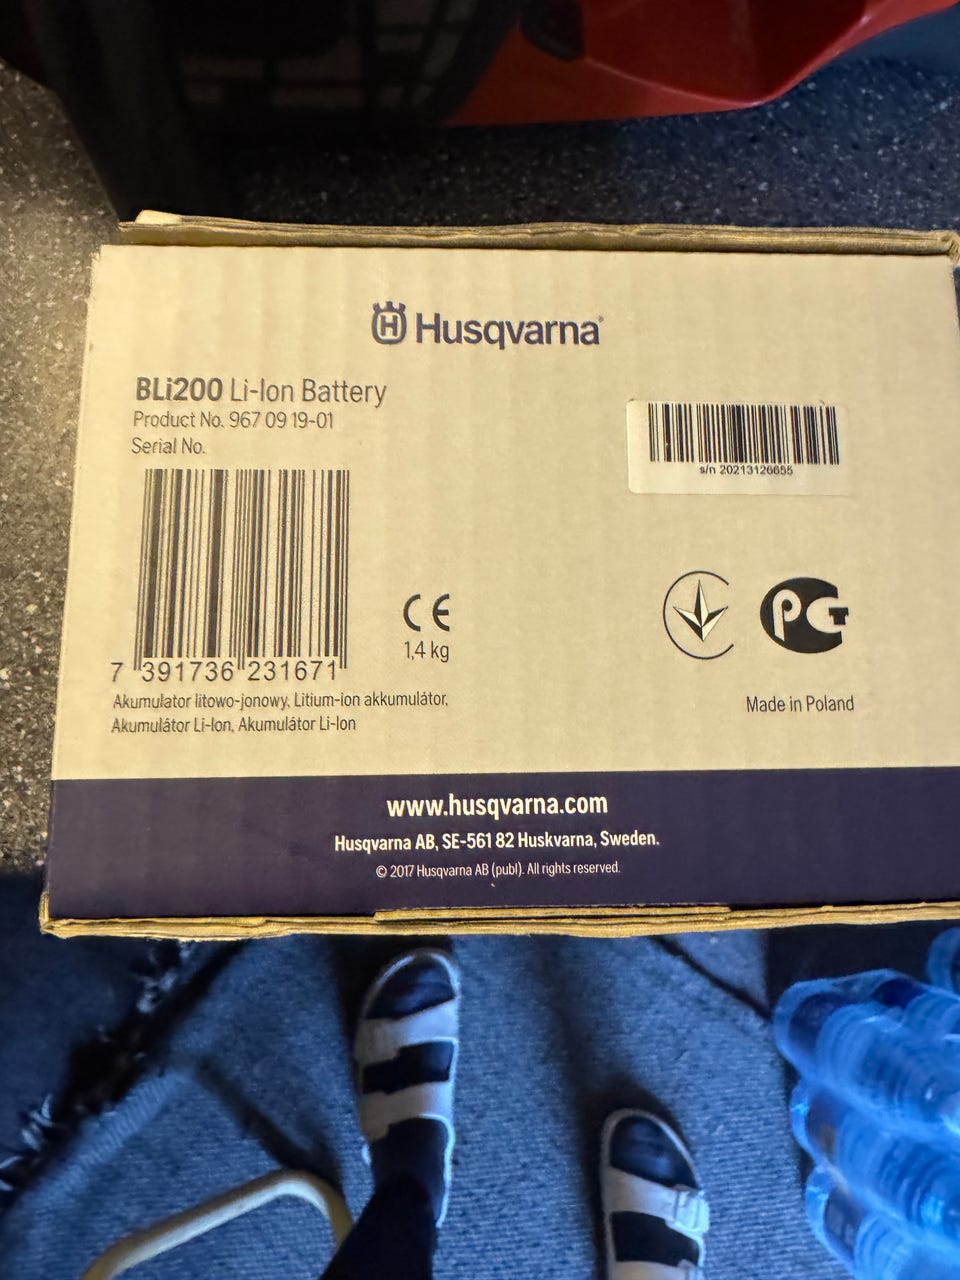 Husqvarna
BLi200 Li-Ion Battery
Product No. 967 09 19-01
Serial No.
s/n 20213126655
7 391736 231671
CE
1,4 kg
PG
Akumulator litowo-jonowy, Litium-ion akkumulátor,
Akumulátor Li-Ion, Akumulátor Li-Ion
Made in Poland
www.husqvarna.com
Husqvarna AB, SE-561 82 Huskvarna, Sweden.
© 2017 Husqvarna AB (publ). All rights reserved.